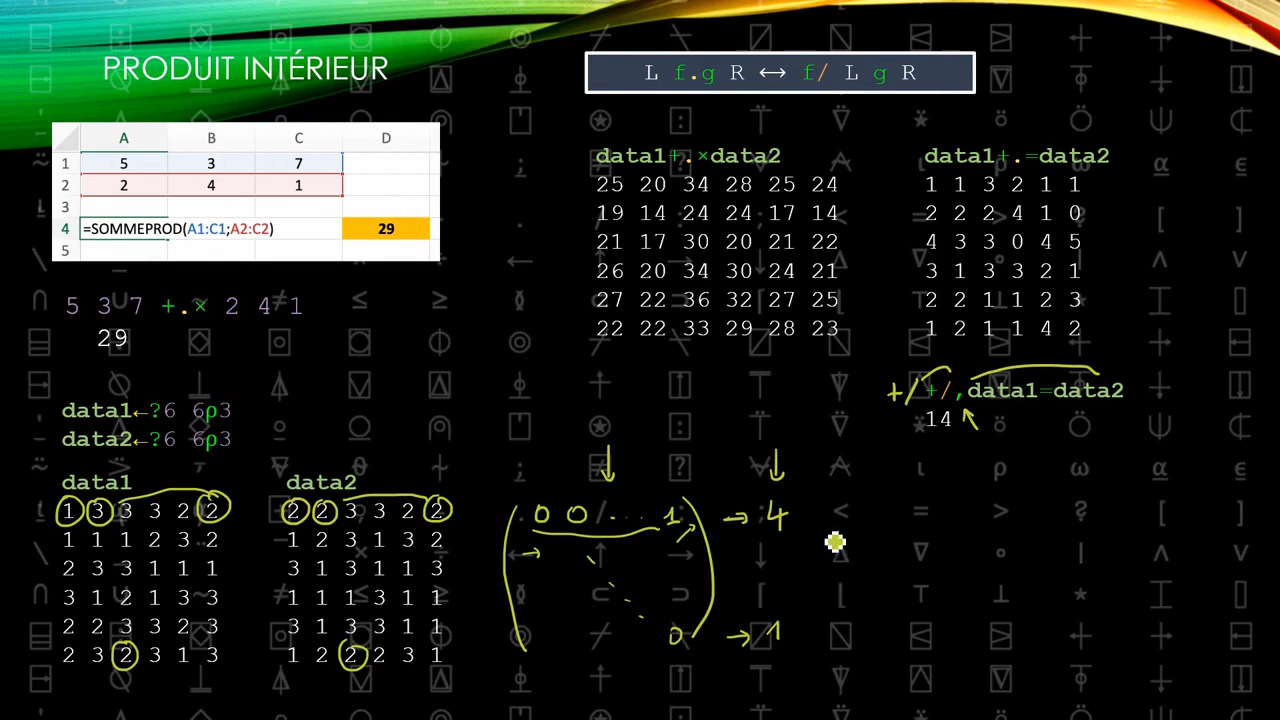 PRODUIT INTÉRIEUR
L f.g R ↔ f/ L g R
A B C D
1 5 3 7
2 2 4 1
3
4 =SOMMEPROD(A1:C1;A2:C2) 29
5
5 3 7 +.× 2 4 1
29
data1←?6 6⍴3
data2←?6 6⍴3
data1
1 3 3 3 2 2
1 1 1 2 3 2
2 3 3 1 1 1
3 1 2 1 3 3
2 2 3 3 2 3
2 3 2 3 1 3
data2
2 2 3 3 2 2
1 2 3 1 3 2
3 1 3 1 1 3
1 1 1 3 1 1
3 1 3 3 1 1
1 2 2 2 3 1
data1+.×data2
25 20 34 28 25 24
19 14 24 24 17 14
21 17 30 20 21 22
26 20 34 30 24 21
27 22 36 32 27 25
22 22 33 29 28 23
data1+.=data2
1 1 3 2 1 1
2 2 2 4 1 0
4 3 3 0 4 5
3 1 3 3 2 1
2 2 1 1 2 3
1 2 1 1 4 2
+/ +/,data1=data2
14
0 0 . . . 1 → 4
0 → 1